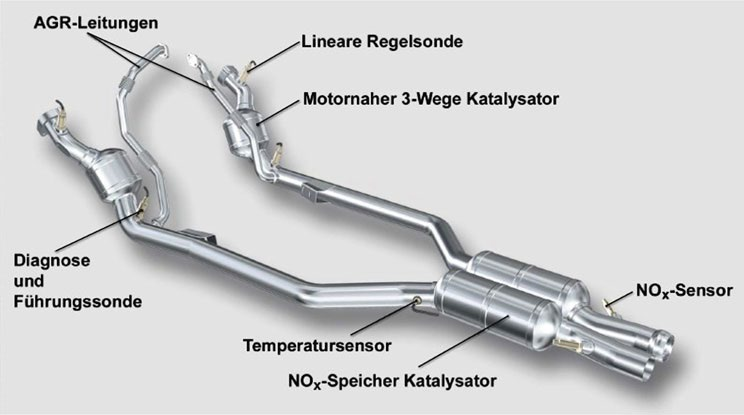 AGR-Leitungen
Lineare Regelsonde
Motornaher 3-Wege Katalysator
Diagnose
und
Führungssonde
NOx-Sensor
Temperatursensor
NOx-Speicher Katalysator